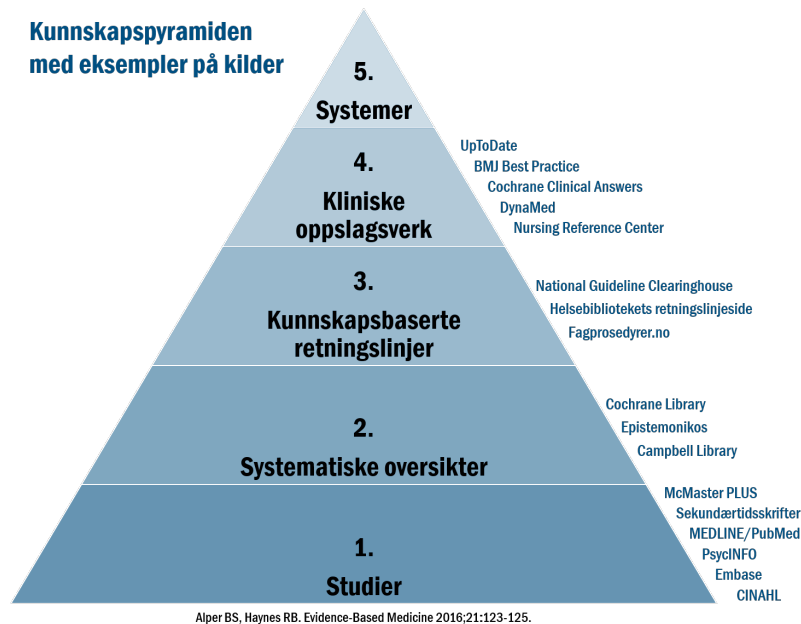 Kunnskapspyramiden
med eksempler på kilder
5.
Systemer
4.
Kliniske
oppslagsverk
UpToDate
BMJ Best Practice
Cochrane Clinical Answers
DynaMed
Nursing Reference Center
3.
Kunnskapsbaserte
retningslinjer
National Guideline Clearinghouse
Helsebibliotekets retningslinjeside
Fagprosedyrer.no
2.
Systematiske oversikter
Cochrane Library
Epistemonikos
Campbell Library
1.
Studier
McMaster PLUS
Sekundærtidsskrifter
MEDLINE/PubMed
PsycINFO
Embase
CINAHL
Alper BS, Haynes RB. Evidence-Based Medicine 2016;21:123-125.